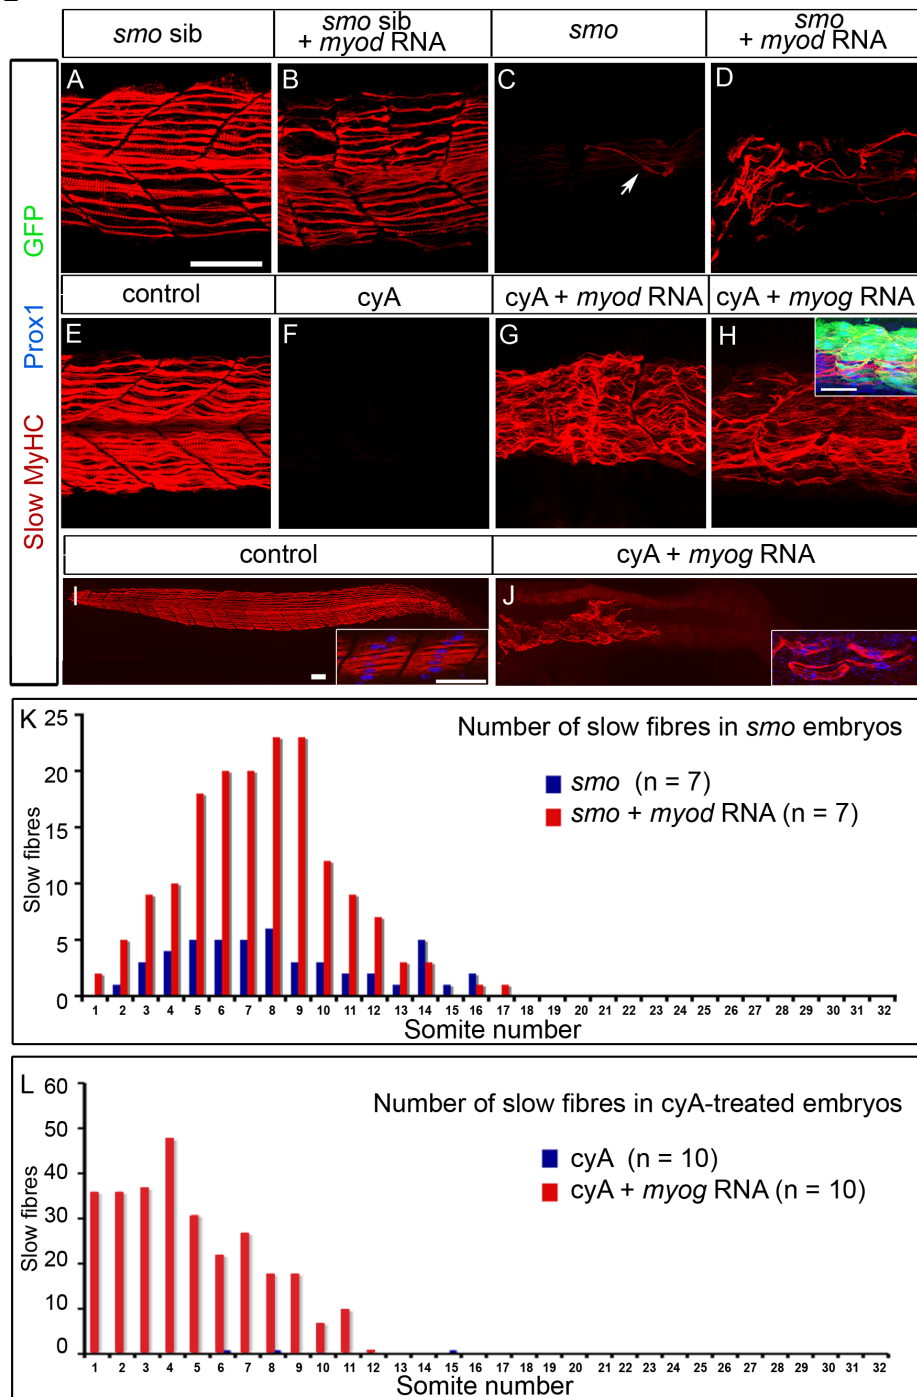 smo sib
smo sib
+ myod RNA
smo
smo
+ myod RNA
Slow MyHC Prox1 GFP
A
B
C
D
control
cyA
cyA + myod RNA
cyA + myog RNA
E
F
G
H
control
cyA + myog RNA
I
J
K
Number of slow fibres in smo embryos
smo (n = 7)
smo + myod RNA (n = 7)
Slow fibres
25
20
15
10
5
0
1 2 3 4 5 6 7 8 9 10 11 12 13 14 15 16 17 18 19 20 21 22 23 24 25 26 27 28 29 30 31 32
Somite number
L
Number of slow fibres in cyA-treated embryos
cyA (n = 10)
cyA + myog RNA (n = 10)
Slow fibres
60
50
40
30
20
10
0
1 2 3 4 5 6 7 8 9 10 11 12 13 14 15 16 17 18 19 20 21 22 23 24 25 26 27 28 29 30 31 32
Somite number